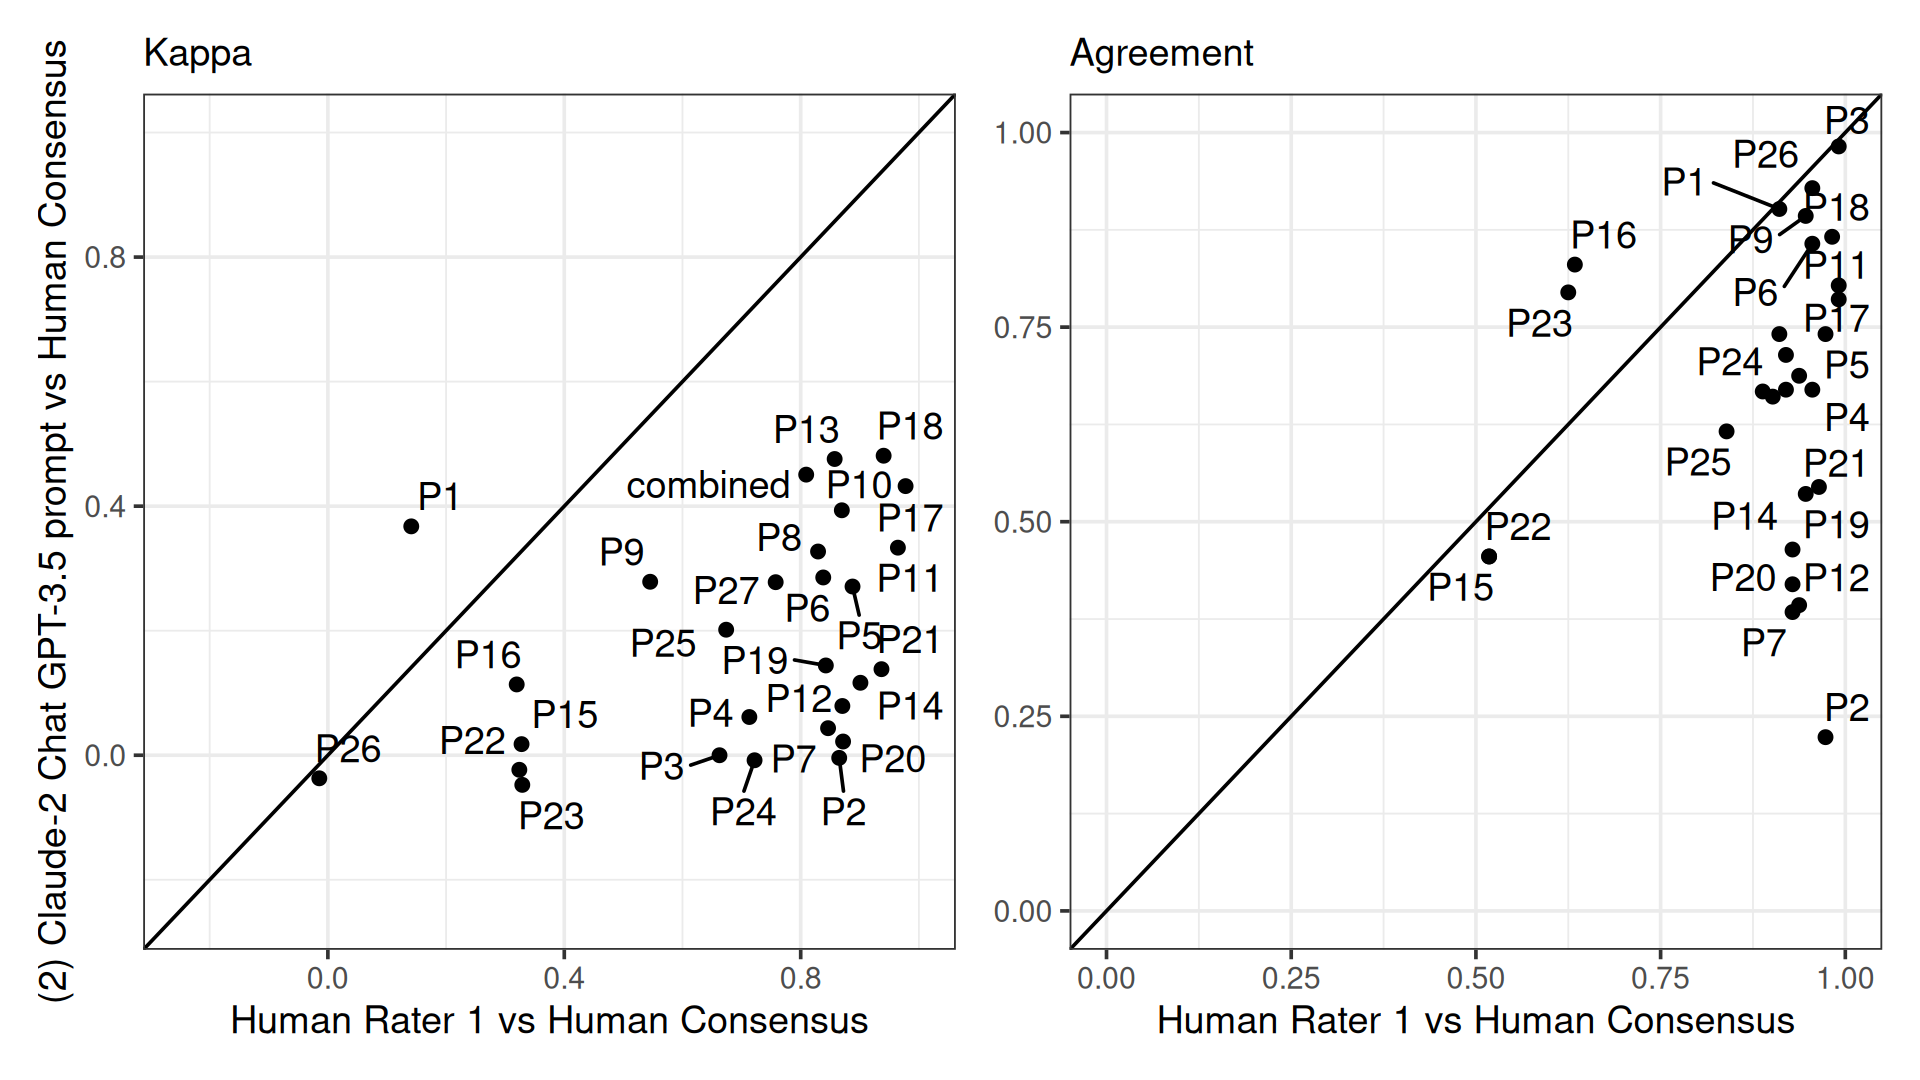 (2) Claude-2 Chat GPT-3.5 prompt vs Human Consensus
Kappa
0.8
0.4
0.0
P13
P18
combined
P10
P1
P17
P8
P9
P11
P27
P6
P5
P21
P25
P19
P16
P12
P14
P4
P15
P22
P26
P3
P7
P20
P24
P2
P23
0.0
0.4
0.8
Human Rater 1 vs Human Consensus
Agreement
1.00
0.75
0.50
0.25
0.00
P3
P26
P1
P18
P16
P9
P11
P6
P17
P23
P24
P5
P4
P25
P21
P14
P22
P19
P15
P20
P12
P7
P2
0.00
0.25
0.50
0.75
1.00
Human Rater 1 vs Human Consensus